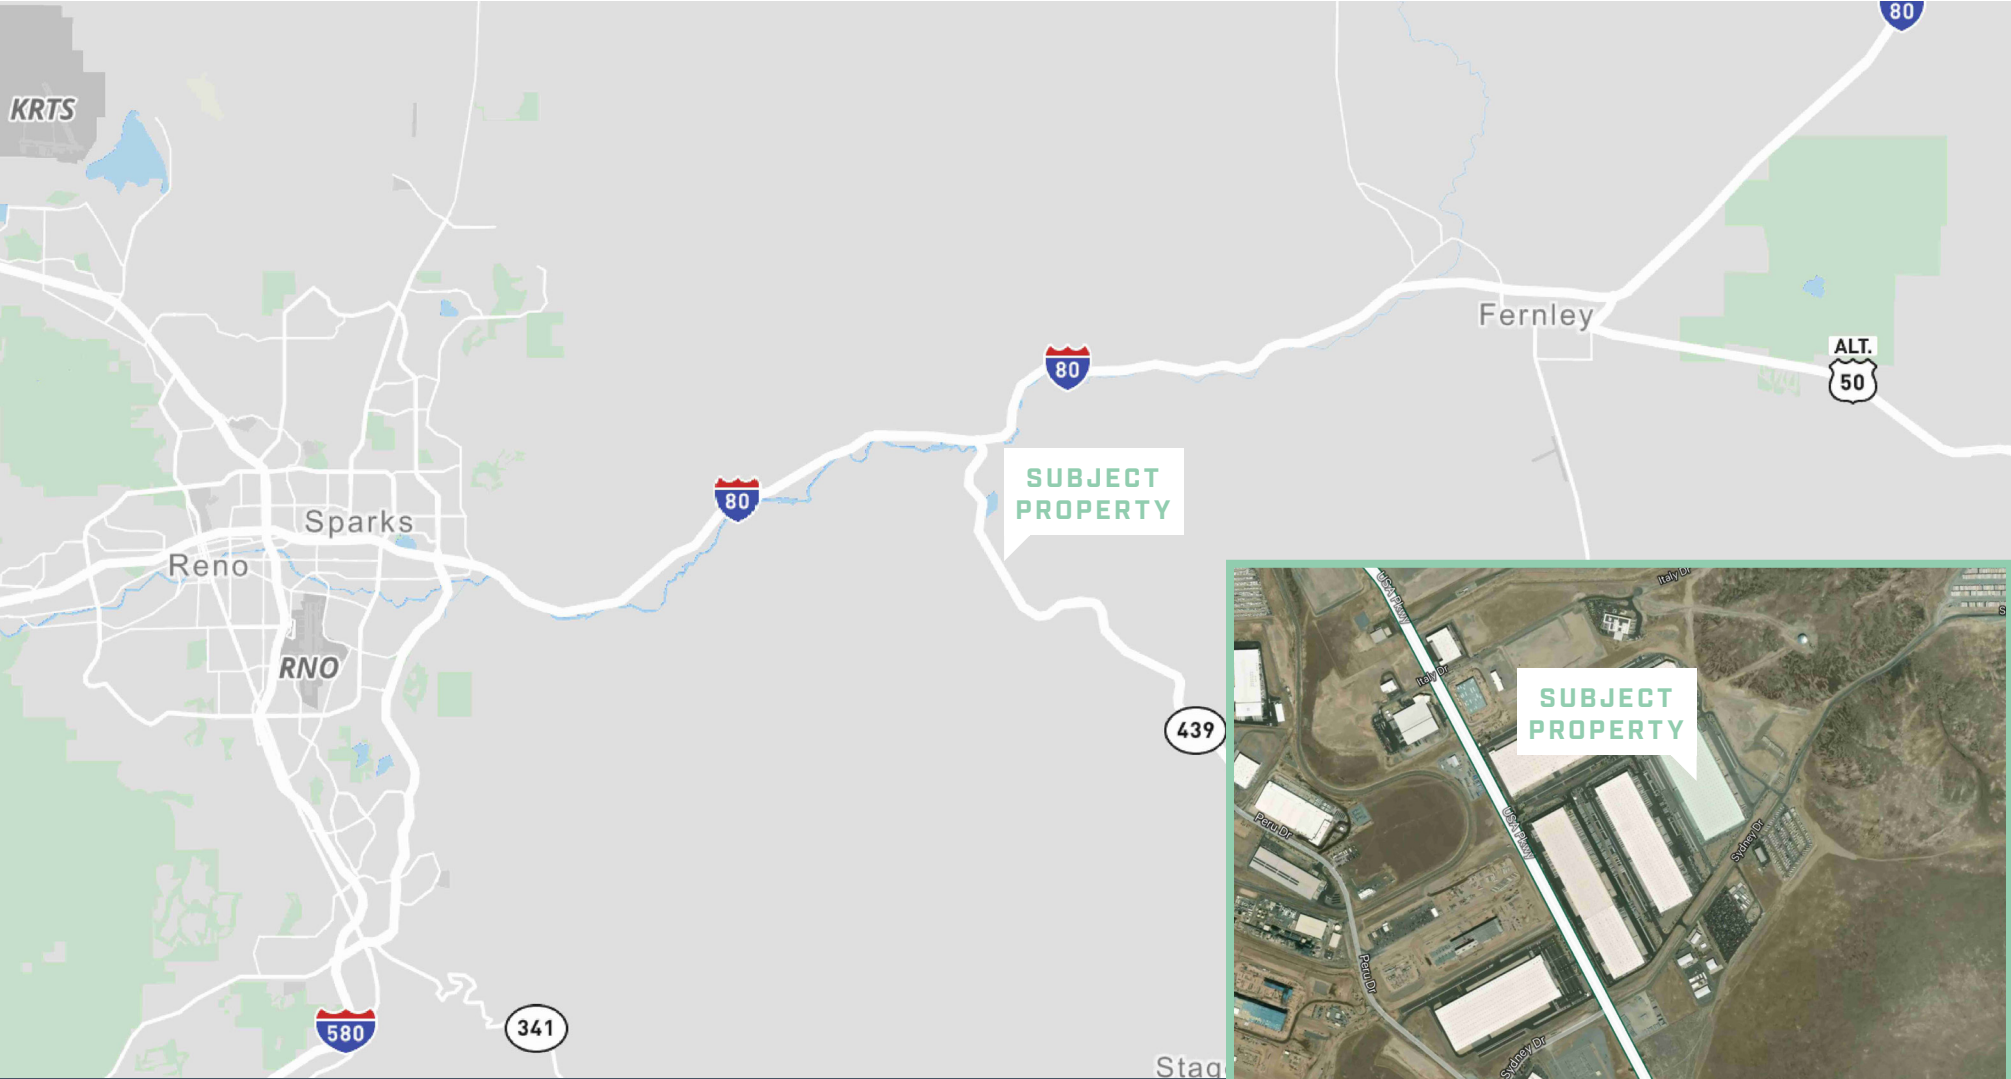 80
KRTS
Fernley
ALT.
50
80
SUBJECT
PROPERTY
80
Sparks
Reno
RNO
439
580
341
Stag
USA Pkwy
Italy Dr
S
Italy Dr
SUBJECT
PROPERTY
USA Pkwy
Peru Dr
Sydney Dr
Peru Dr
Sydney Dr